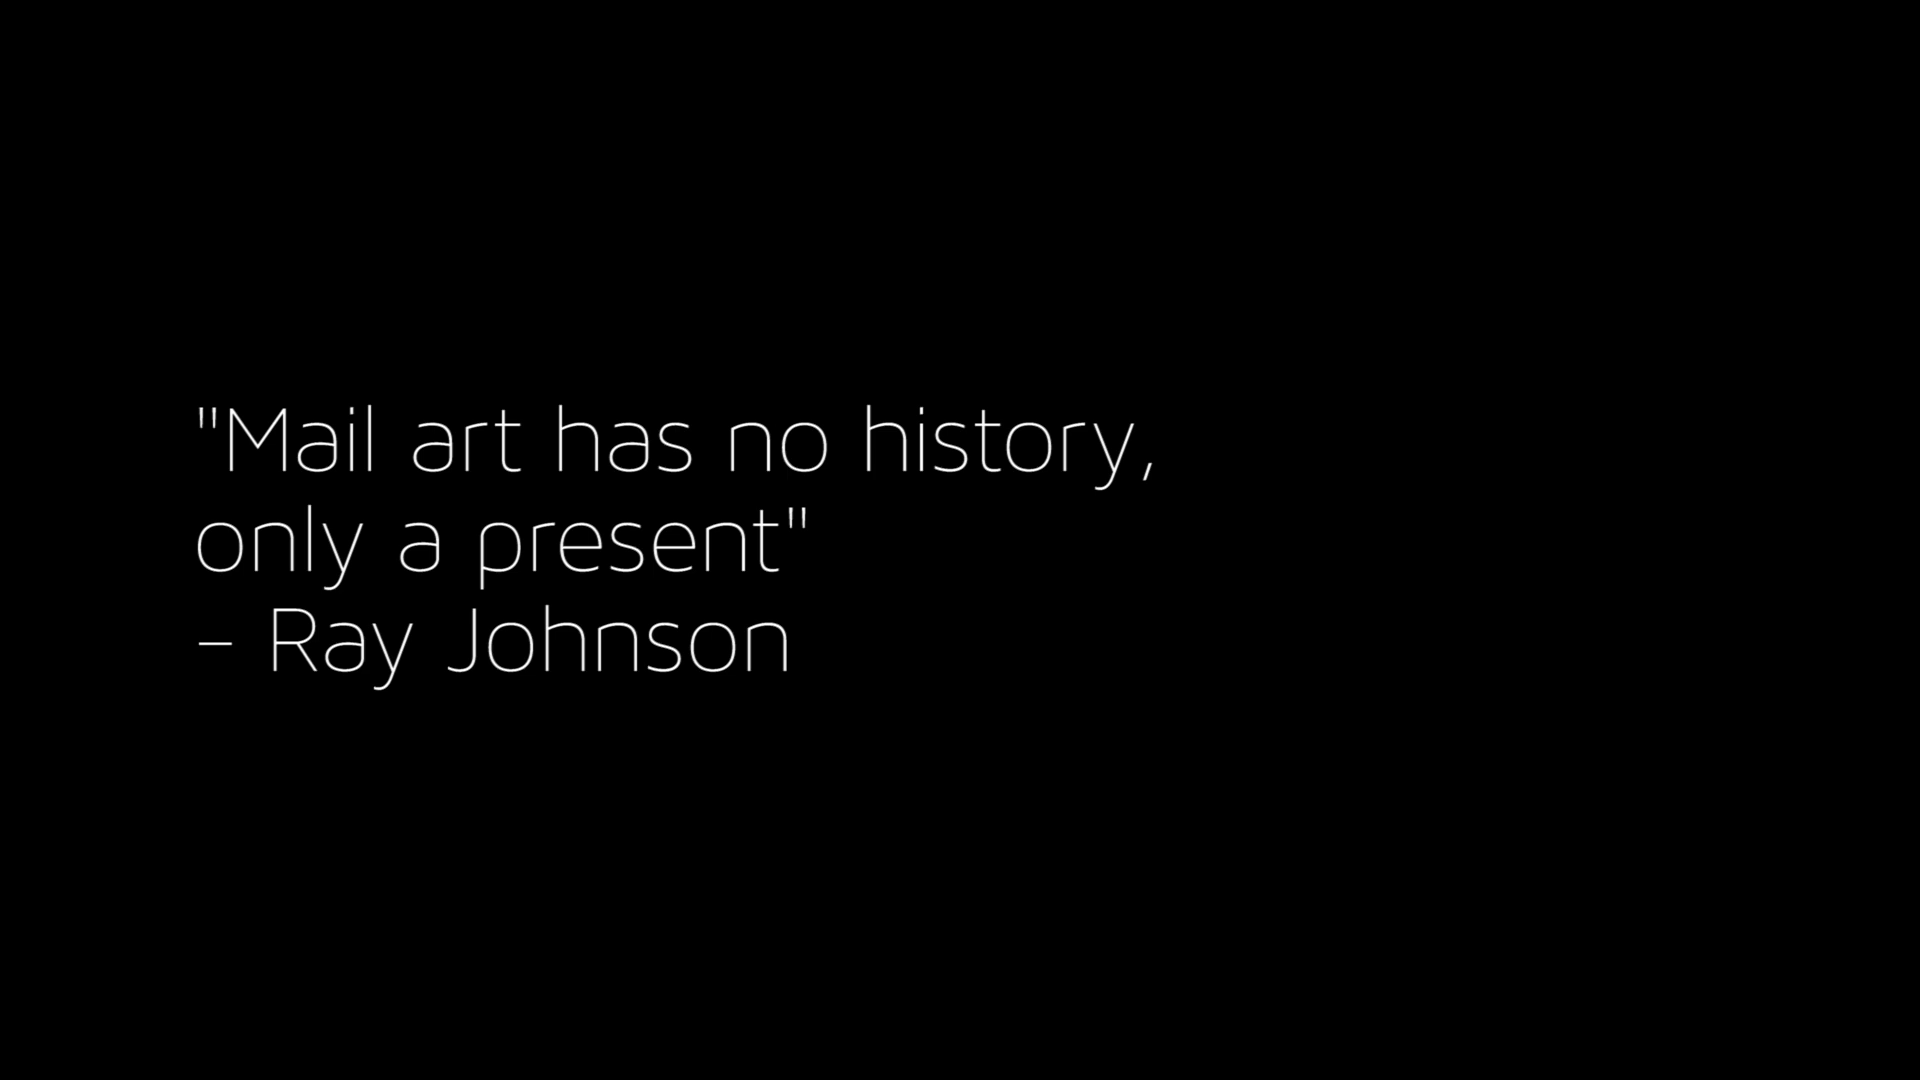 "Mail art has no history,
only a present"
– Ray Johnson